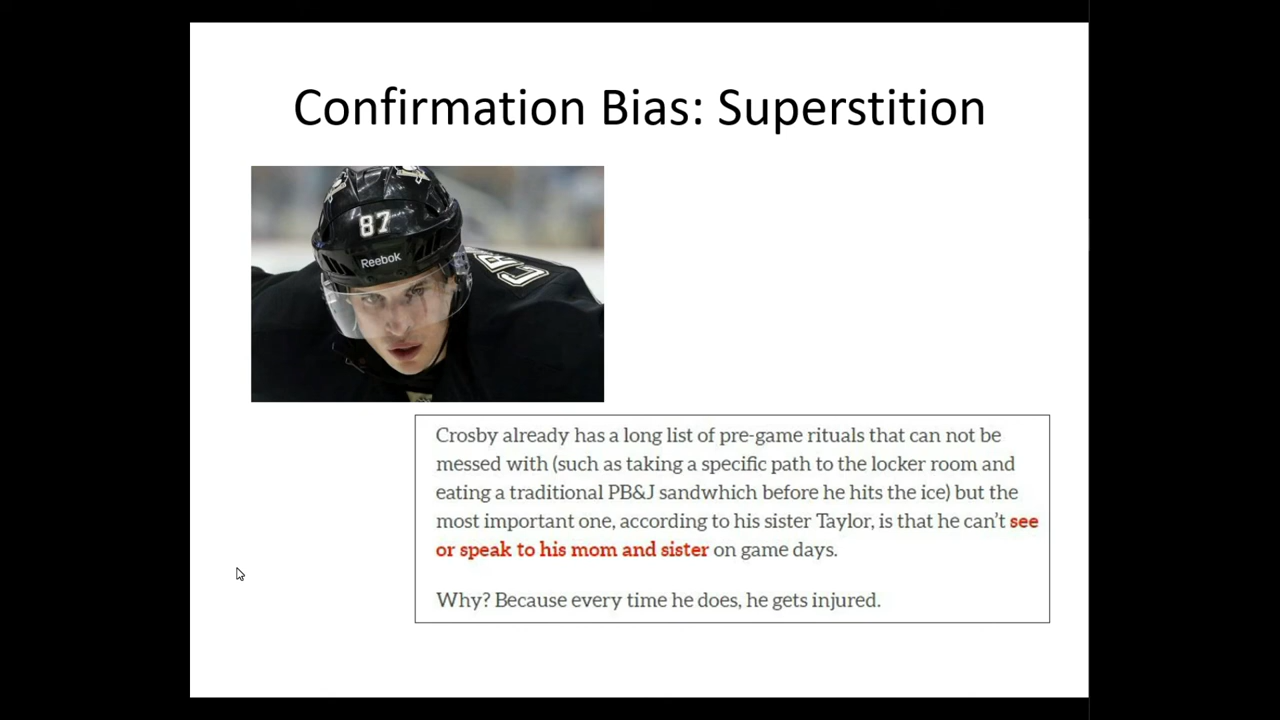 Confirmation Bias: Superstition
87
Reebok
Crosby already has a long list of pre-game rituals that can not be
messed with (such as taking a specific path to the locker room and
eating a traditional PB&J sandwhich before he hits the ice) but the
most important one, according to his sister Taylor, is that he can't see
or speak to his mom and sister on game days.
Why? Because every time he does, he gets injured.